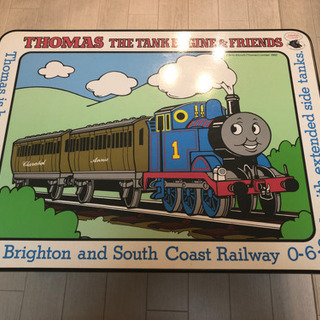 THOMAS THE TANK ENGINE & FRIENDS
Thomas is b
with extended side tanks.
Clarabel
Annie
1
Brighton and South Coast Railway 0-6-